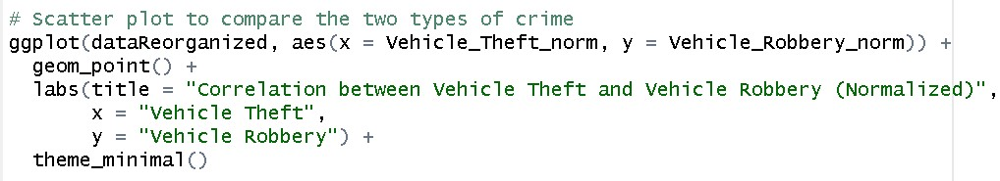 # Scatter plot to compare the two types of crime
ggplot(dataReorganized, aes(x = Vehicle_Theft_norm, y = Vehicle_Robbery_norm)) +
  geom_point() +
  labs(title = "Correlation between Vehicle Theft and Vehicle Robbery (Normalized)",
       x = "Vehicle Theft",
       y = "Vehicle Robbery") +
  theme_minimal()